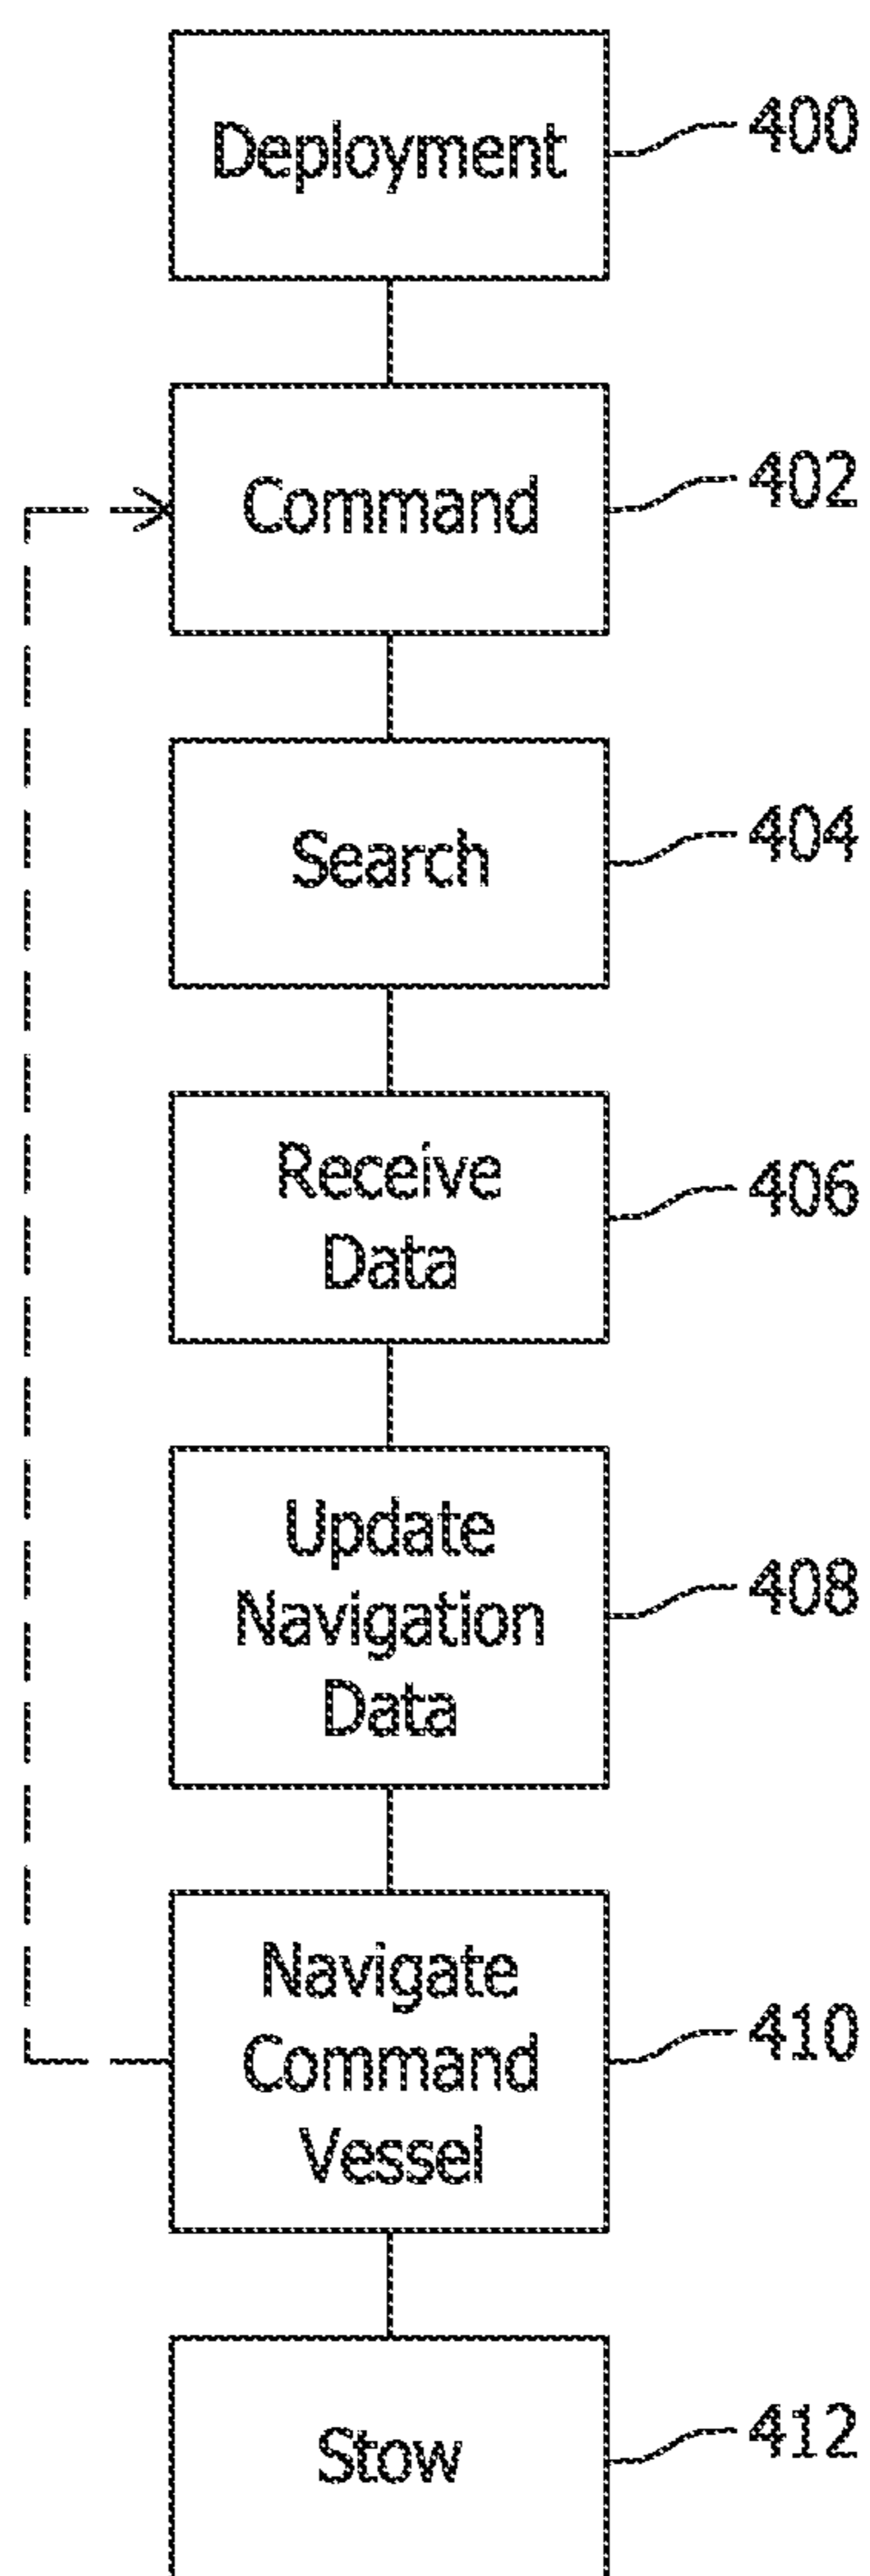 Deployment
400
Command
402
Search
404
Receive
Data
406
Update
Navigation
Data
408
Navigate
Command
Vessel
410
Stow
412